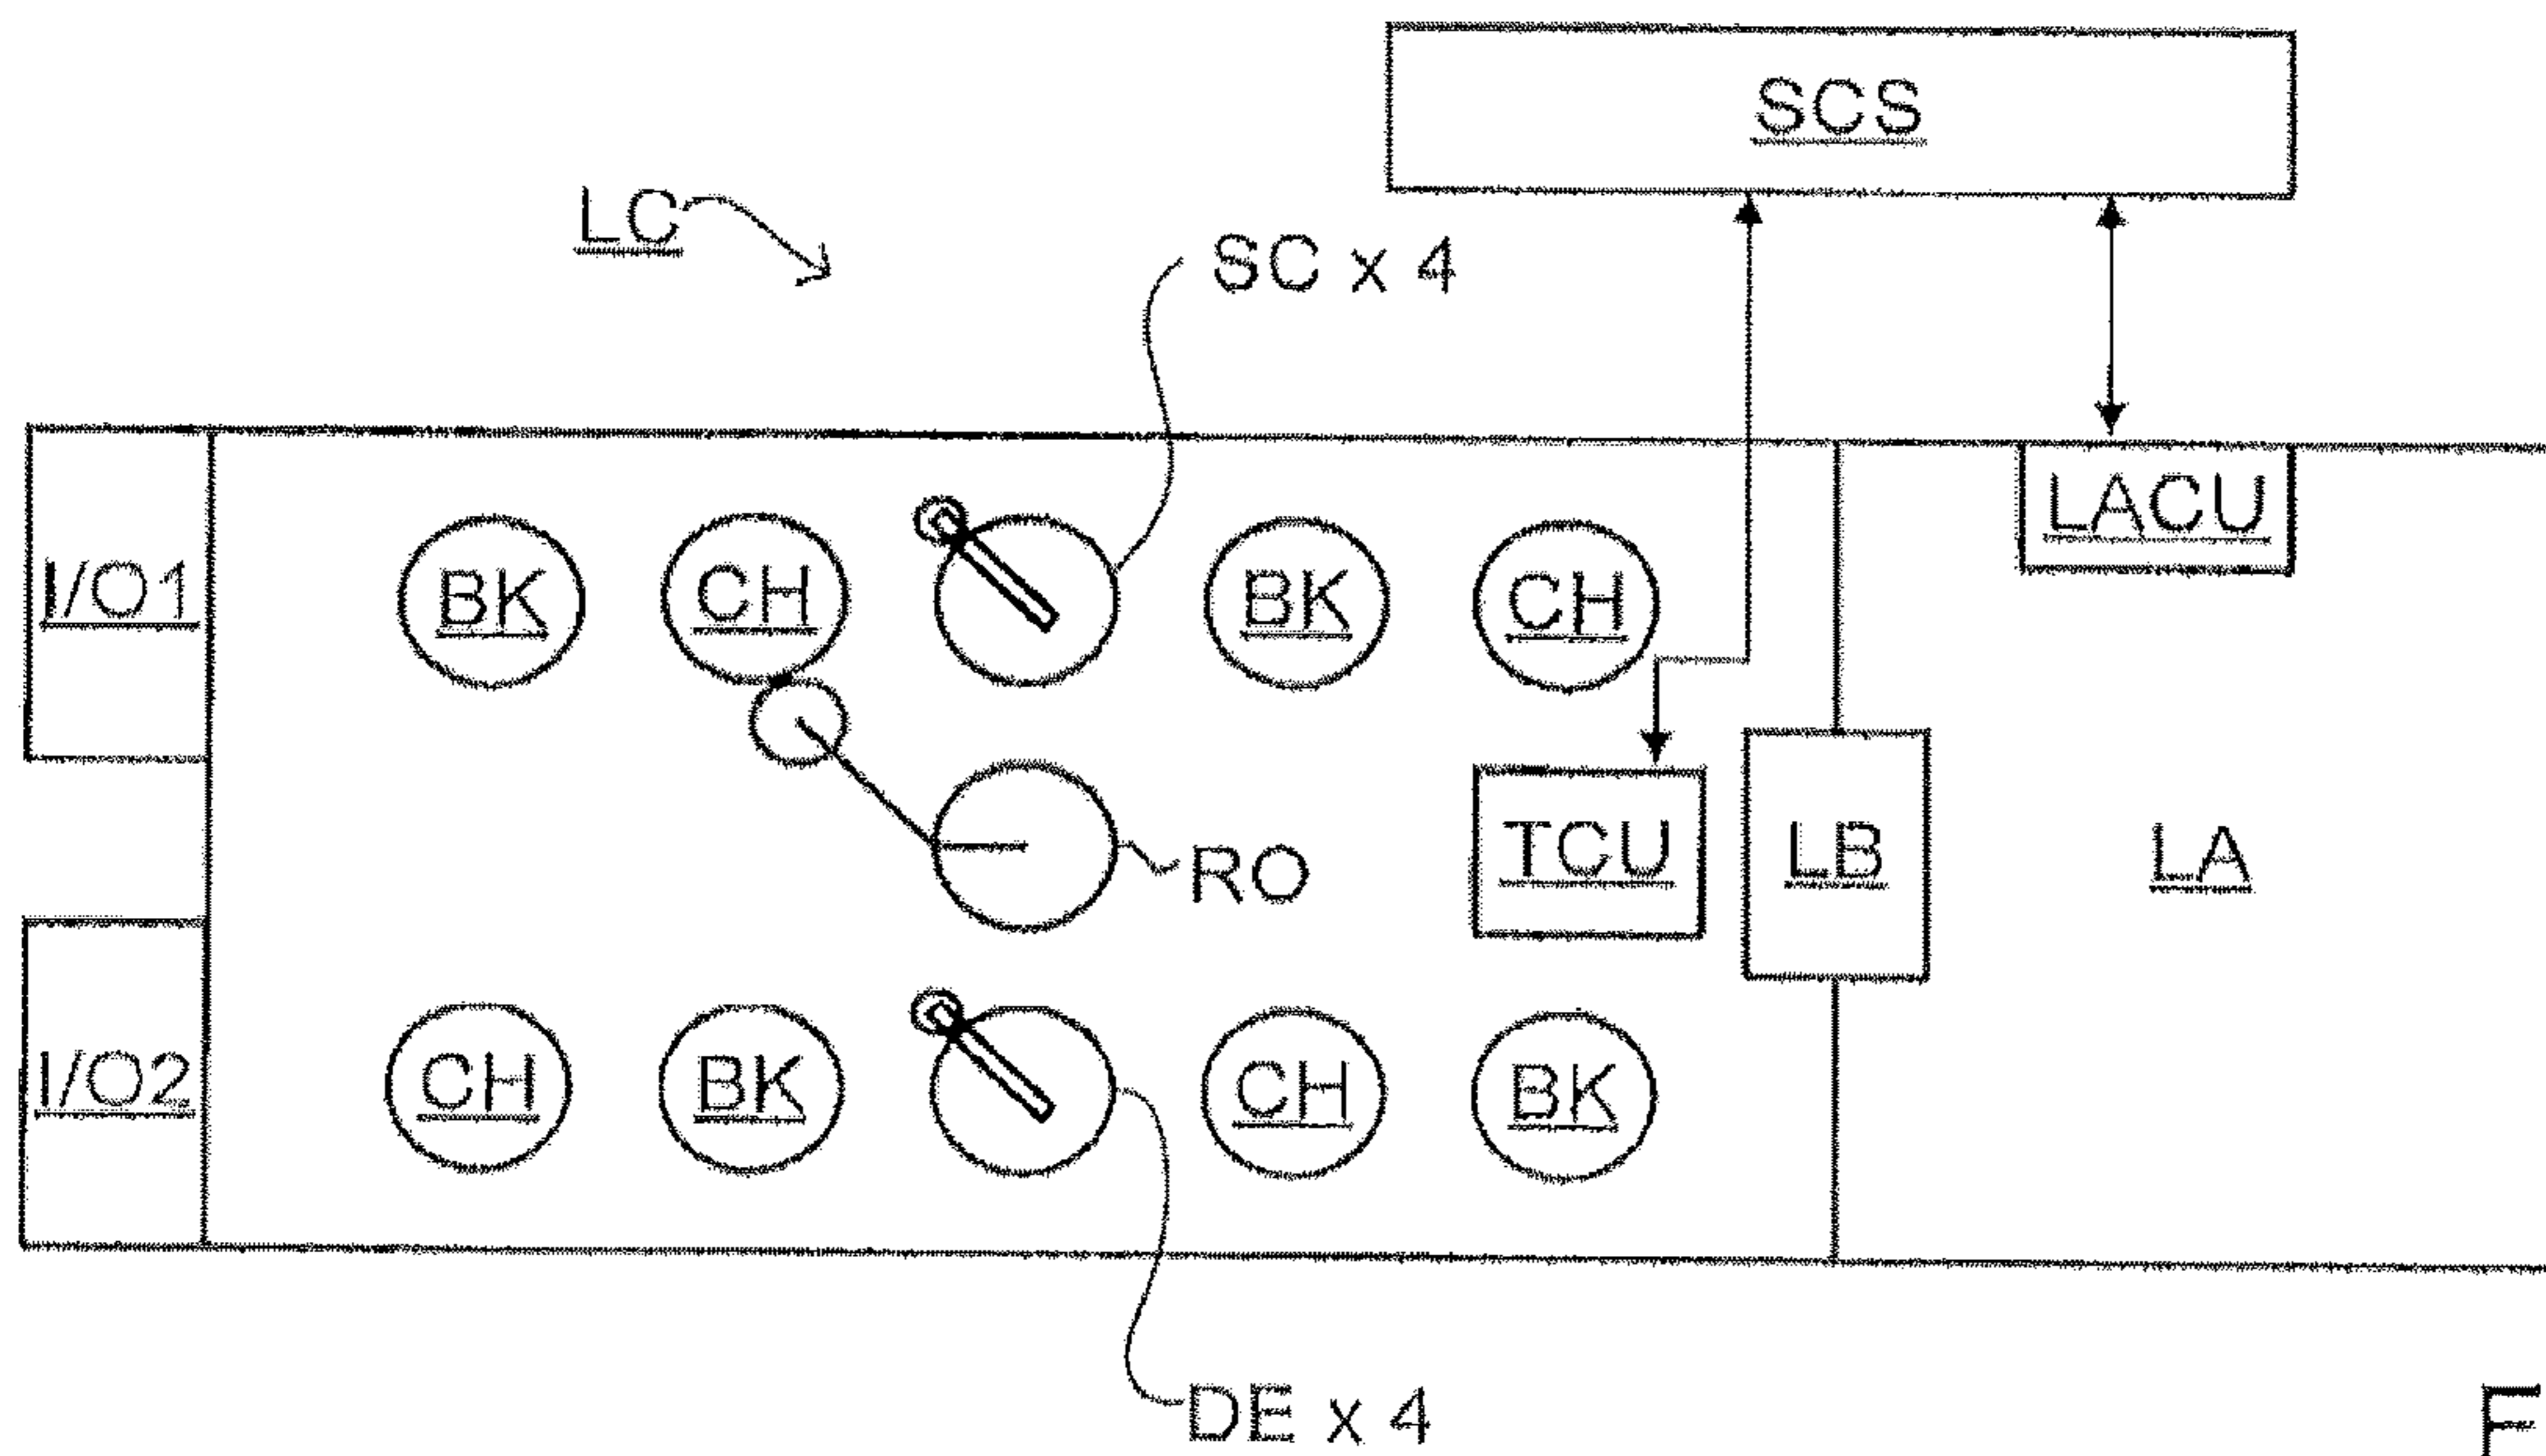 SCS
LC
SC x 4
LACU
I/O1
BK
CH
BK
CH
RO
TCU
LB
LA
I/O2
CH
BK
CH
BK
DE x 4
F